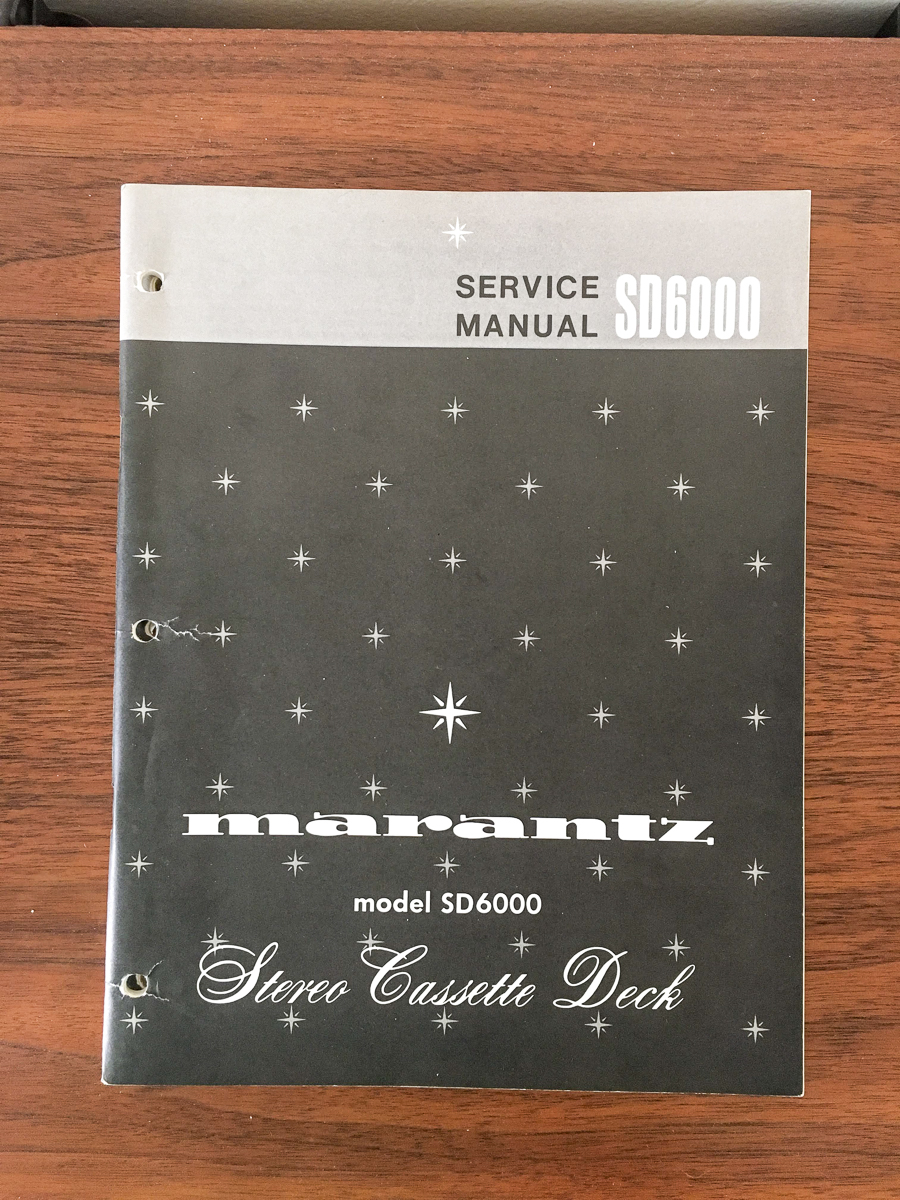 SERVICE
MANUAL SD6000
marantz
model SD6000
Stereo Cassette Deck